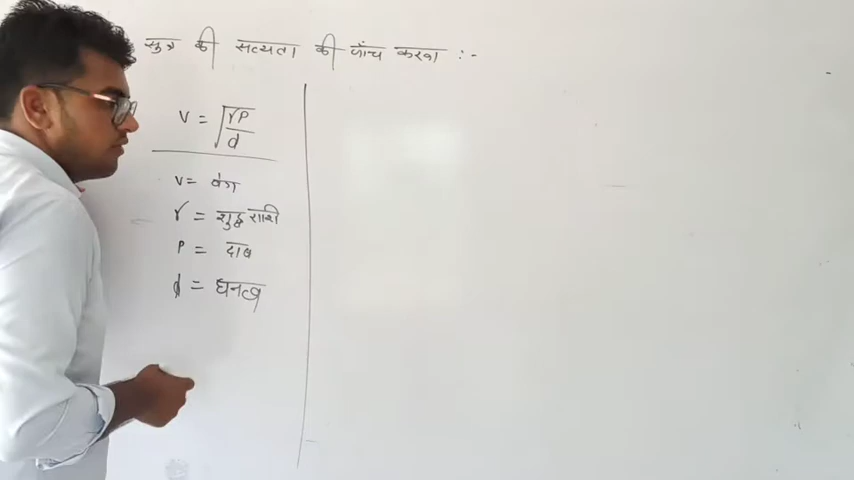 सुत्र की सत्यता की जाँच करना :-
v = √(γP/d)
v = वेग
γ = शुद्ध राशि
P = दाब
d = घनत्व